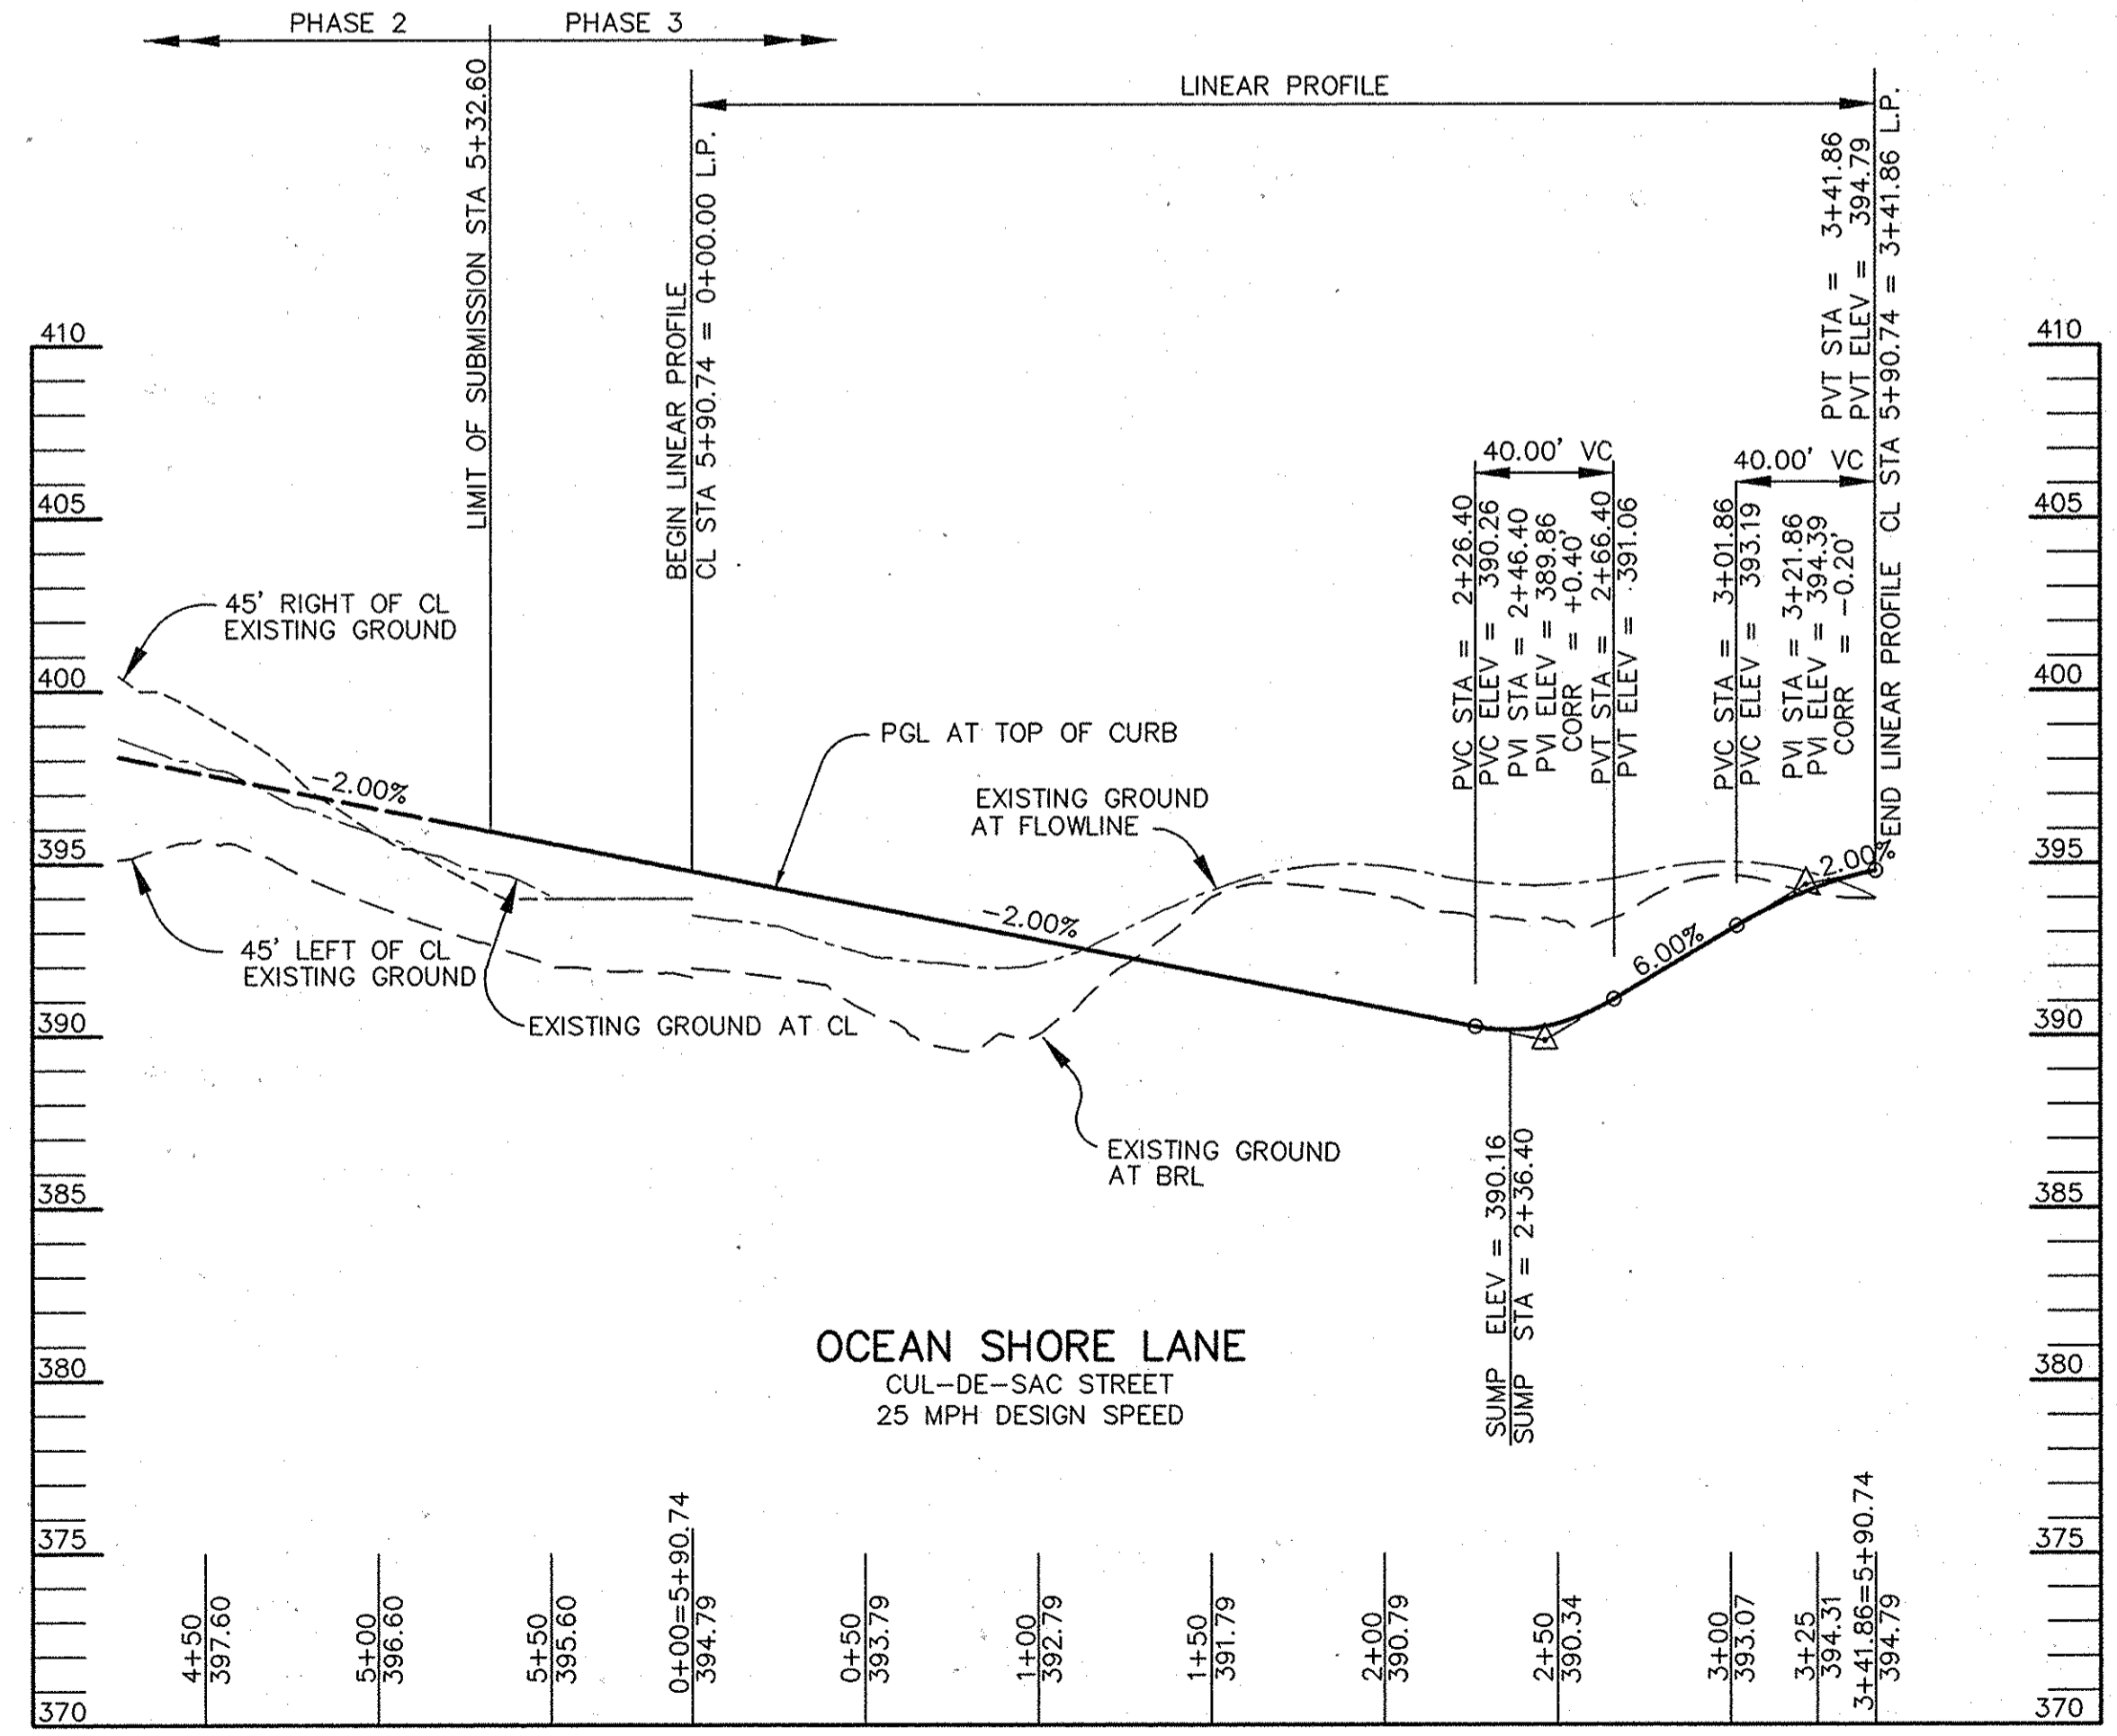 PHASE 2
PHASE 3
LINEAR PROFILE
LIMIT OF SUBMISSION STA 5+32.60
BEGIN LINEAR PROFILE
CL STA 5+90.74 = 0+00.00 L.P.
PVT STA = 3+41.86
PVT ELEV = 394.79
END LINEAR PROFILE CL STA 5+90.74 = 3+41.86 L.P.
40.00' VC
PVC STA = 2+26.40
PVC ELEV = 390.26
PVI STA = 2+46.40
PVI ELEV = 389.86
CORR = +0.40'
PVT STA = 2+66.40
PVT ELEV = 391.06
40.00' VC
PVC STA = 3+01.86
PVC ELEV = 393.19
PVI STA = 3+21.86
PVI ELEV = 394.39
CORR = -0.20'
410
405
400
395
390
385
380
375
370
410
405
400
395
390
385
380
375
370
45' RIGHT OF CL
EXISTING GROUND
-2.00%
PGL AT TOP OF CURB
EXISTING GROUND
AT FLOWLINE
-2.00%
2.00%
6.00%
45' LEFT OF CL
EXISTING GROUND
EXISTING GROUND AT CL
EXISTING GROUND
AT BRL
SUMP ELEV = 390.16
SUMP STA = 2+36.40
OCEAN SHORE LANE
CUL-DE-SAC STREET
25 MPH DESIGN SPEED
4+50
397.60
5+00
396.60
5+50
395.60
0+00=5+90.74
394.79
0+50
393.79
1+00
392.79
1+50
391.79
2+00
390.79
2+50
390.34
3+00
393.07
3+25
394.31
3+41.86=5+90.74
394.79